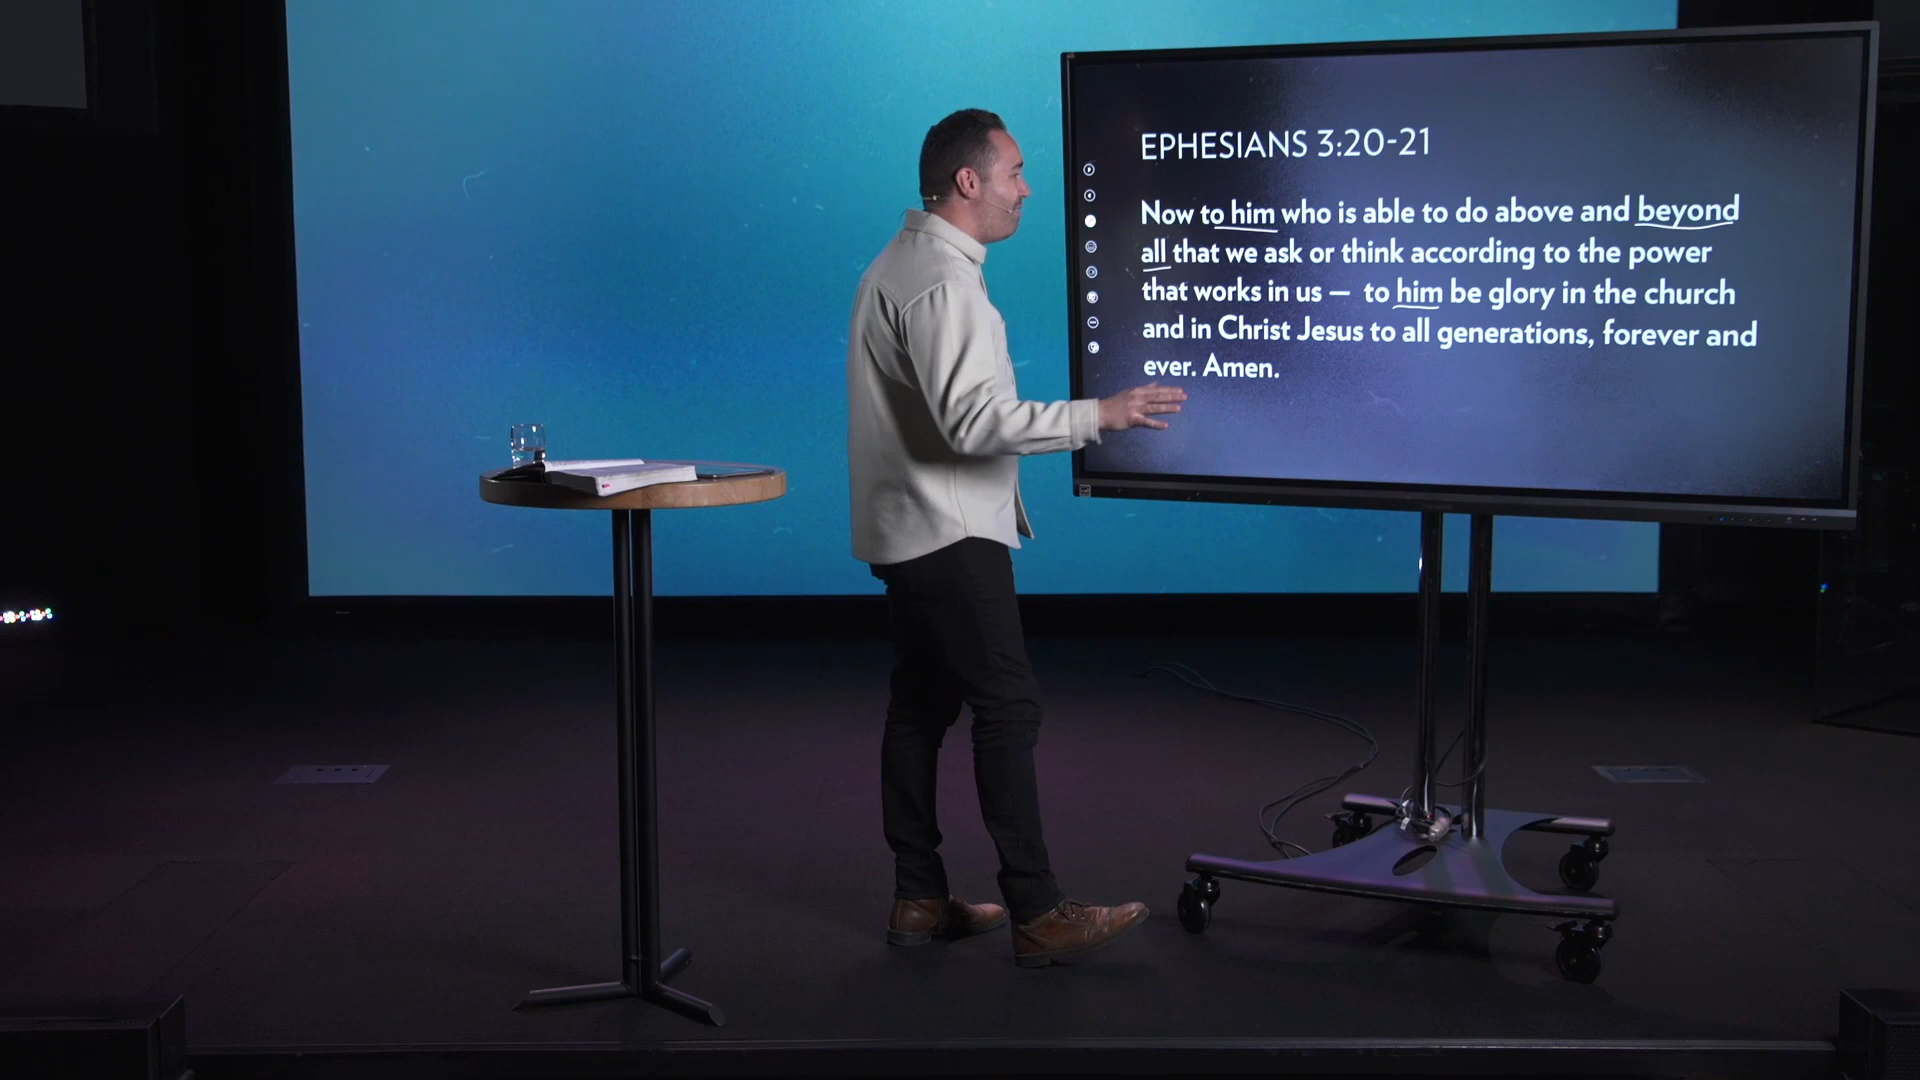 EPHESIANS 3:20-21
Now to him who is able to do above and beyond
all that we ask or think according to the power
that works in us — to him be glory in the church
and in Christ Jesus to all generations, forever and
ever. Amen.